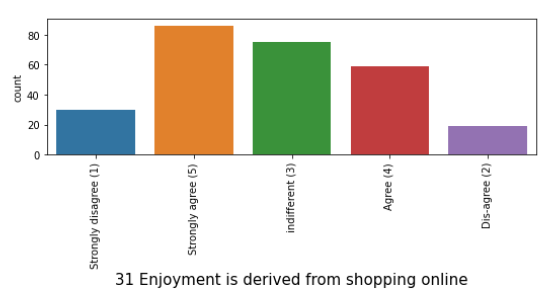 80
60
40
20
0
count
Strongly disagree (1)
Strongly agree (5)
indifferent (3)
Agree (4)
Dis-agree (2)
31 Enjoyment is derived from shopping online